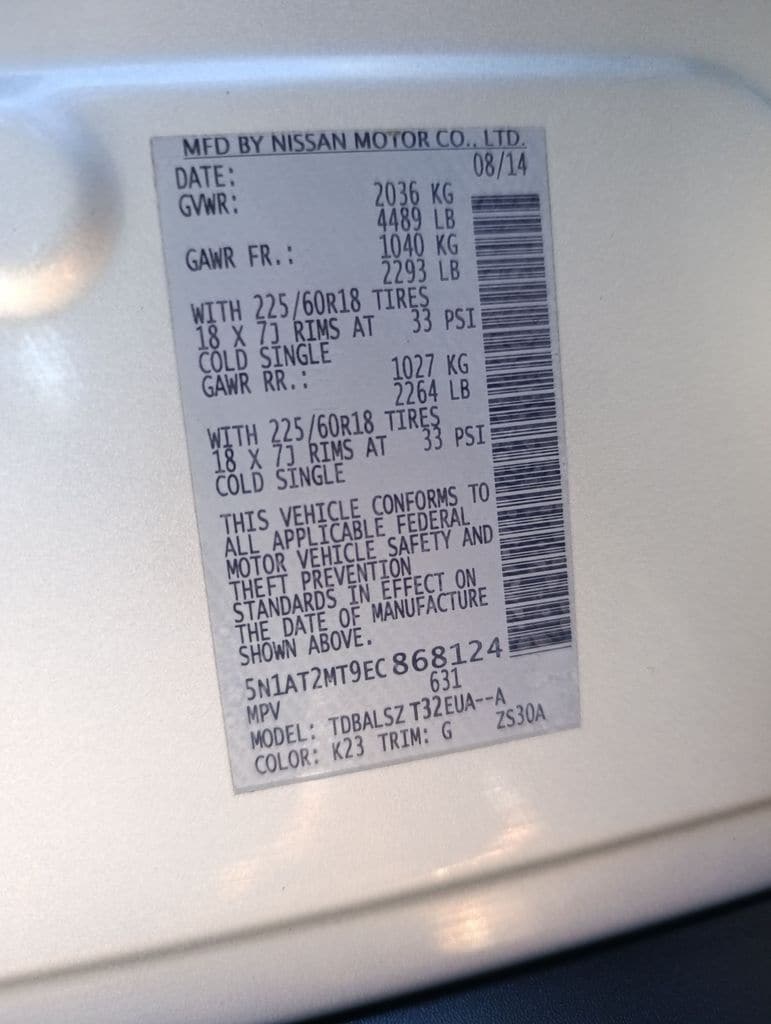 MFD BY NISSAN MOTOR CO., LTD.
DATE: 08/14
GVWR: 2036 KG
4489 LB
GAWR FR.: 1040 KG
2293 LB
WITH 225/60R18 TIRES
18 X 7J RIMS AT 33 PSI
COLD SINGLE
GAWR RR.: 1027 KG
2264 LB
WITH 225/60R18 TIRES
18 X 7J RIMS AT 33 PSI
COLD SINGLE
THIS VEHICLE CONFORMS TO
ALL APPLICABLE FEDERAL
MOTOR VEHICLE SAFETY AND
THEFT PREVENTION
STANDARDS IN EFFECT ON
THE DATE OF MANUFACTURE
SHOWN ABOVE.
5N1AT2MT9EC868124
MPV 631
MODEL: TDBALSZ T32EUA--A
COLOR: K23 TRIM: G ZS30A